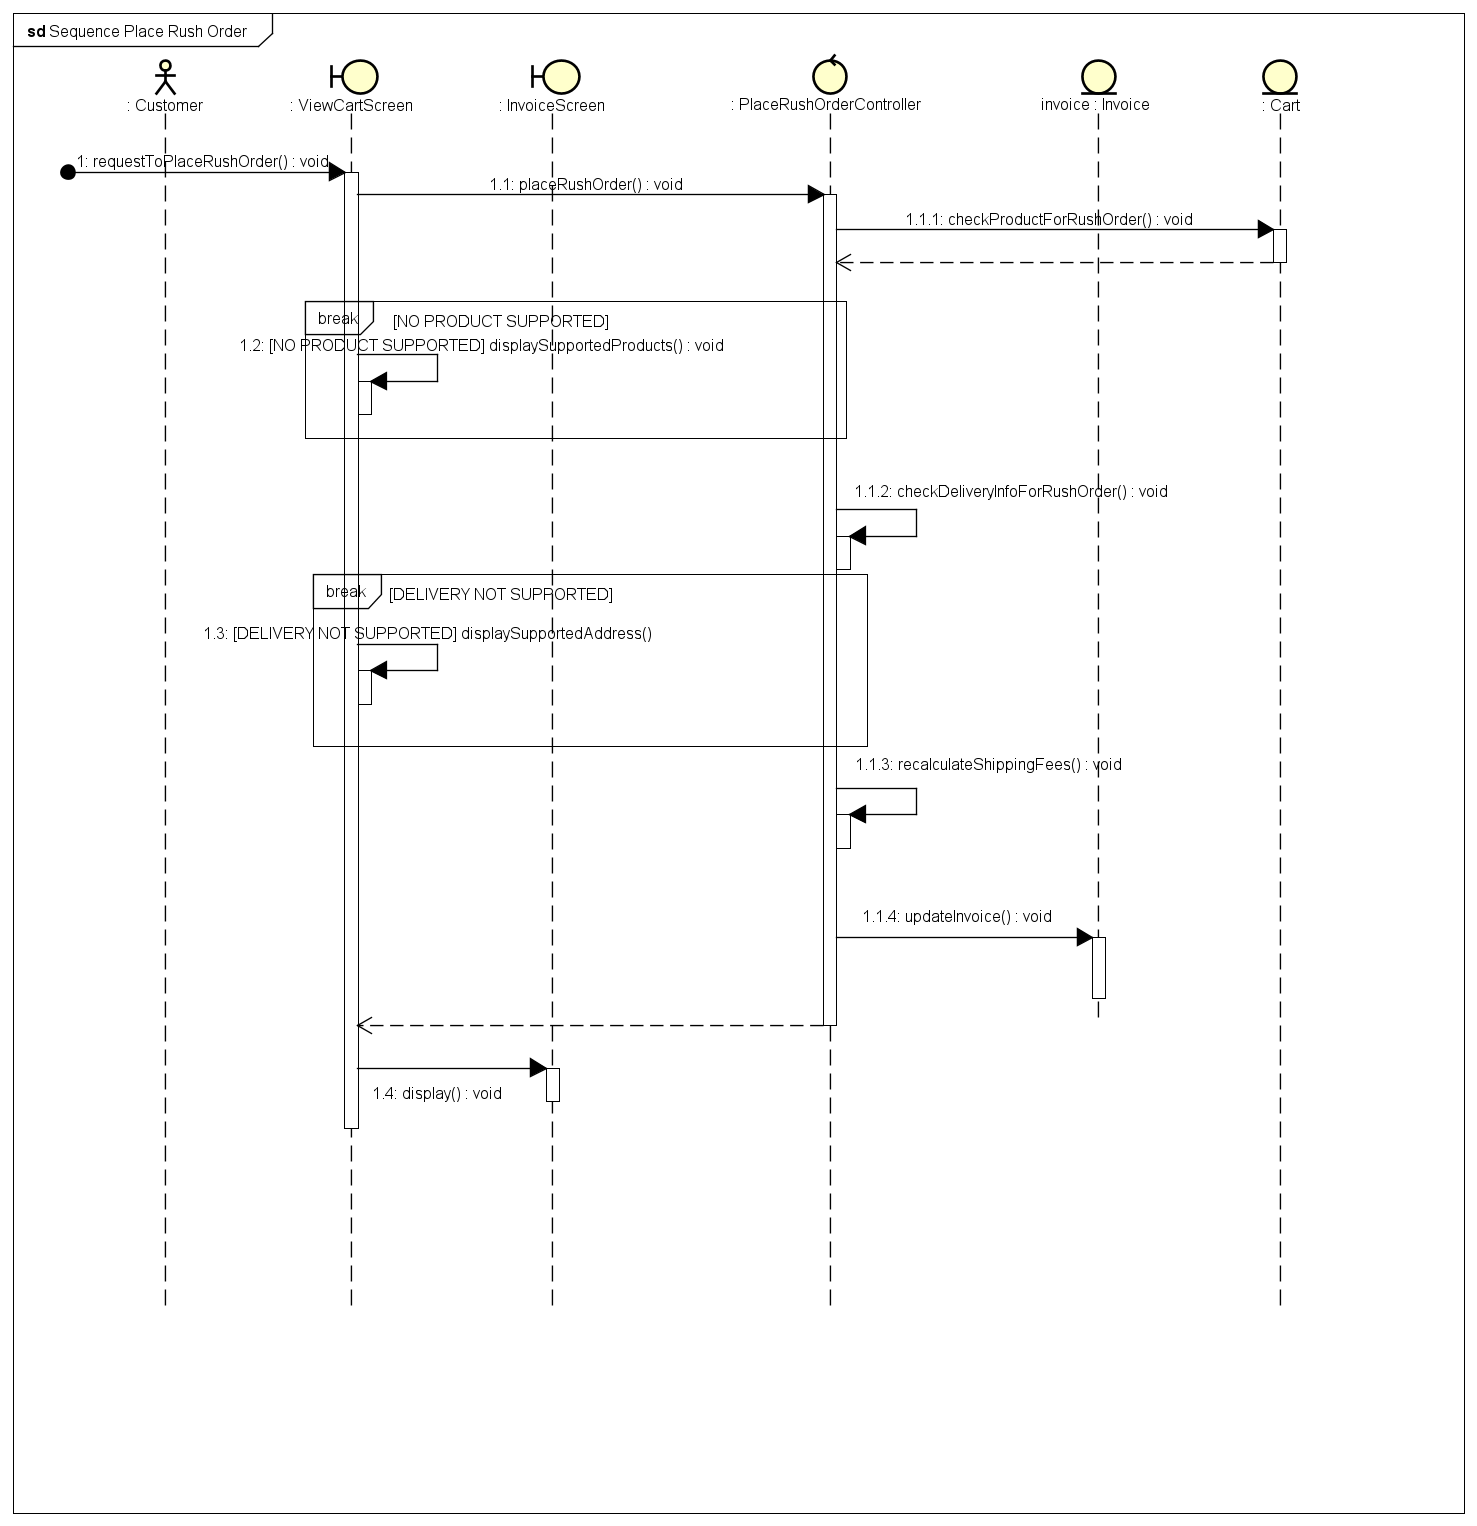 sd Sequence Place Rush Order
: Customer
: ViewCartScreen
: InvoiceScreen
: PlaceRushOrderController
invoice : Invoice
: Cart
1: requestToPlaceRushOrder() : void
1.1: placeRushOrder() : void
1.1.1: checkProductForRushOrder() : void
break
[NO PRODUCT SUPPORTED]
1.2: [NO PRODUCT SUPPORTED] displaySupportedProducts() : void
1.1.2: checkDeliveryInfoForRushOrder() : void
break
[DELIVERY NOT SUPPORTED]
1.3: [DELIVERY NOT SUPPORTED] displaySupportedAddress()
1.1.3: recalculateShippingFees() : void
1.1.4: updateInvoice() : void
1.4: display() : void